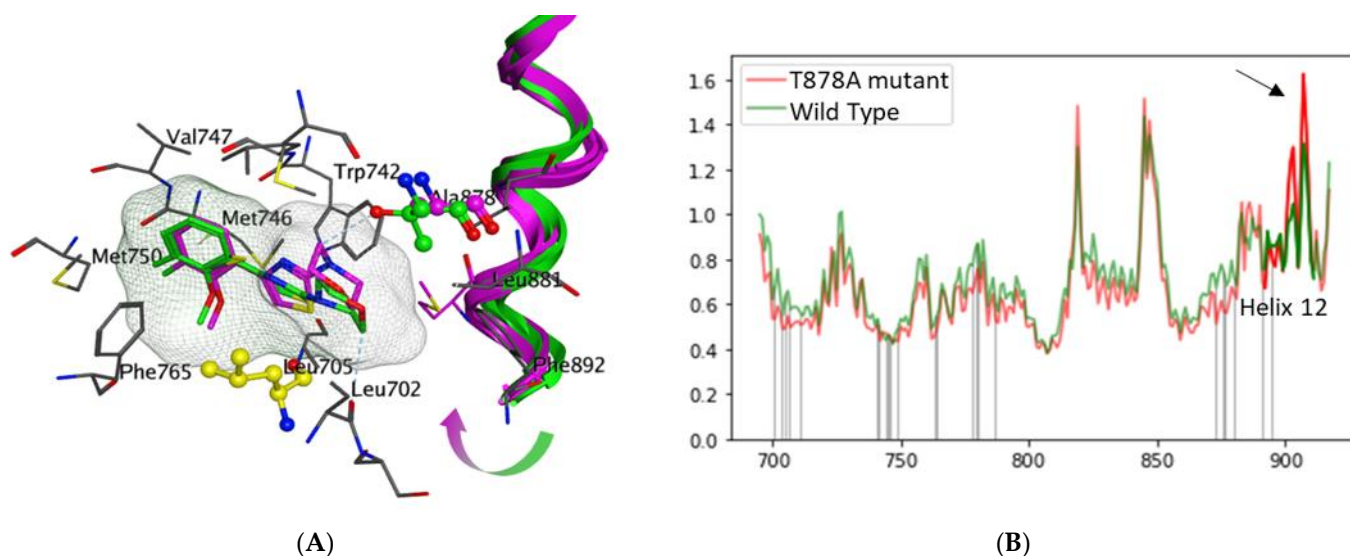 Val747
Trp742
Ala878
Met746
Met750
Leu881
Phe765
Leu705
Leu702
Phe892
(A)
T878A mutant
Wild Type
1.6
1.4
1.2
1.0
0.8
0.6
0.4
0.2
0.0
Helix 12
700 750 800 850 900
(B)